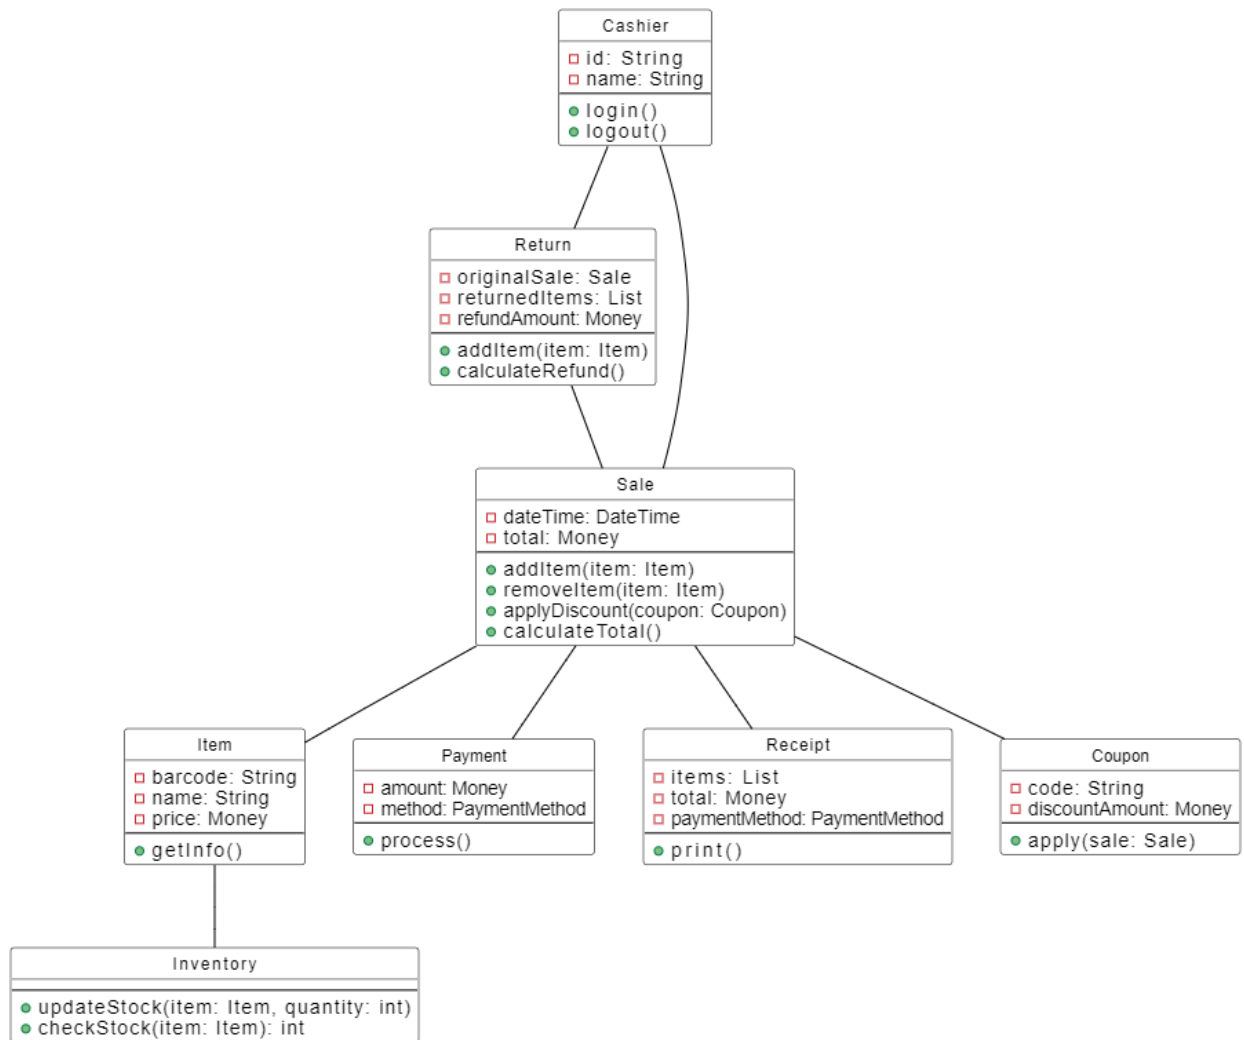 Cashier
id: String
name: String
login()
logout()
Return
originalSale: Sale
returnedItems: List
refundAmount: Money
addItem(item: Item)
calculateRefund()
Sale
dateTime: DateTime
total: Money
addItem(item: Item)
removeItem(item: Item)
applyDiscount(coupon: Coupon)
calculateTotal()
Item
barcode: String
name: String
price: Money
getInfo()
Payment
amount: Money
method: PaymentMethod
process()
Receipt
items: List
total: Money
paymentMethod: PaymentMethod
print()
Coupon
code: String
discountAmount: Money
apply(sale: Sale)
Inventory
updateStock(item: Item, quantity: int)
checkStock(item: Item): int